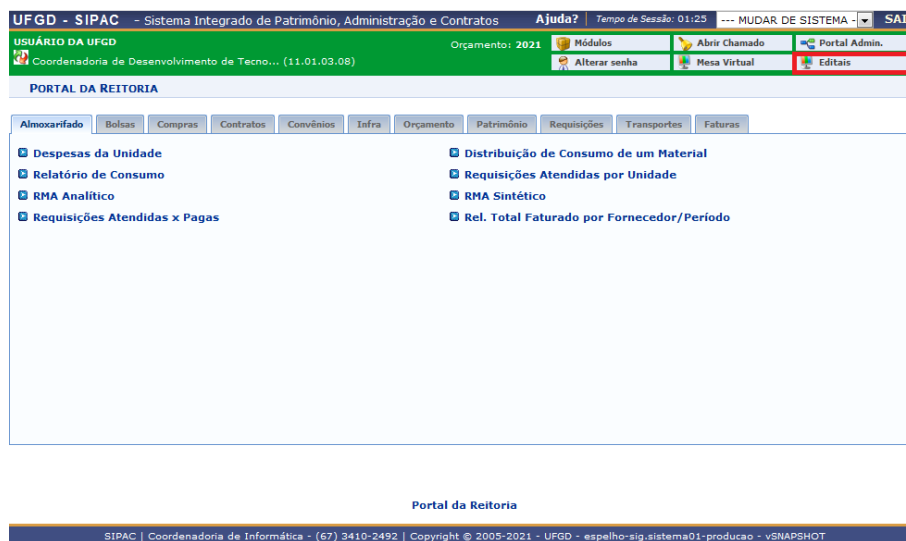 UFGD - SIPAC - Sistema Integrado de Patrimônio, Administração e Contratos Ajuda? Tempo de Sessão: 01:25 --- MUDAR DE SISTEMA - SAI
USUÁRIO DA UFGD Orçamento: 2021 Módulos Abrir Chamado Portal Admin.
Coordenadoria de Desenvolvimento de Tecno... (11.01.03.08) Alterar senha Mesa Virtual Editais
PORTAL DA REITORIA
Almoxarifado Bolsas Compras Contratos Convênios Infra Orçamento Patrimônio Requisições Transportes Faturas
Despesas da Unidade Distribuição de Consumo de um Material
Relatório de Consumo Requisições Atendidas por Unidade
RMA Analítico RMA Sintético
Requisições Atendidas x Pagas Rel. Total Faturado por Fornecedor/Período
Portal da Reitoria
SIPAC | Coordenadoria de Informática - (67) 3410-2492 | Copyright © 2005-2021 - UFGD - espelho-sig.sistema01-producao - vSNAPSHOT